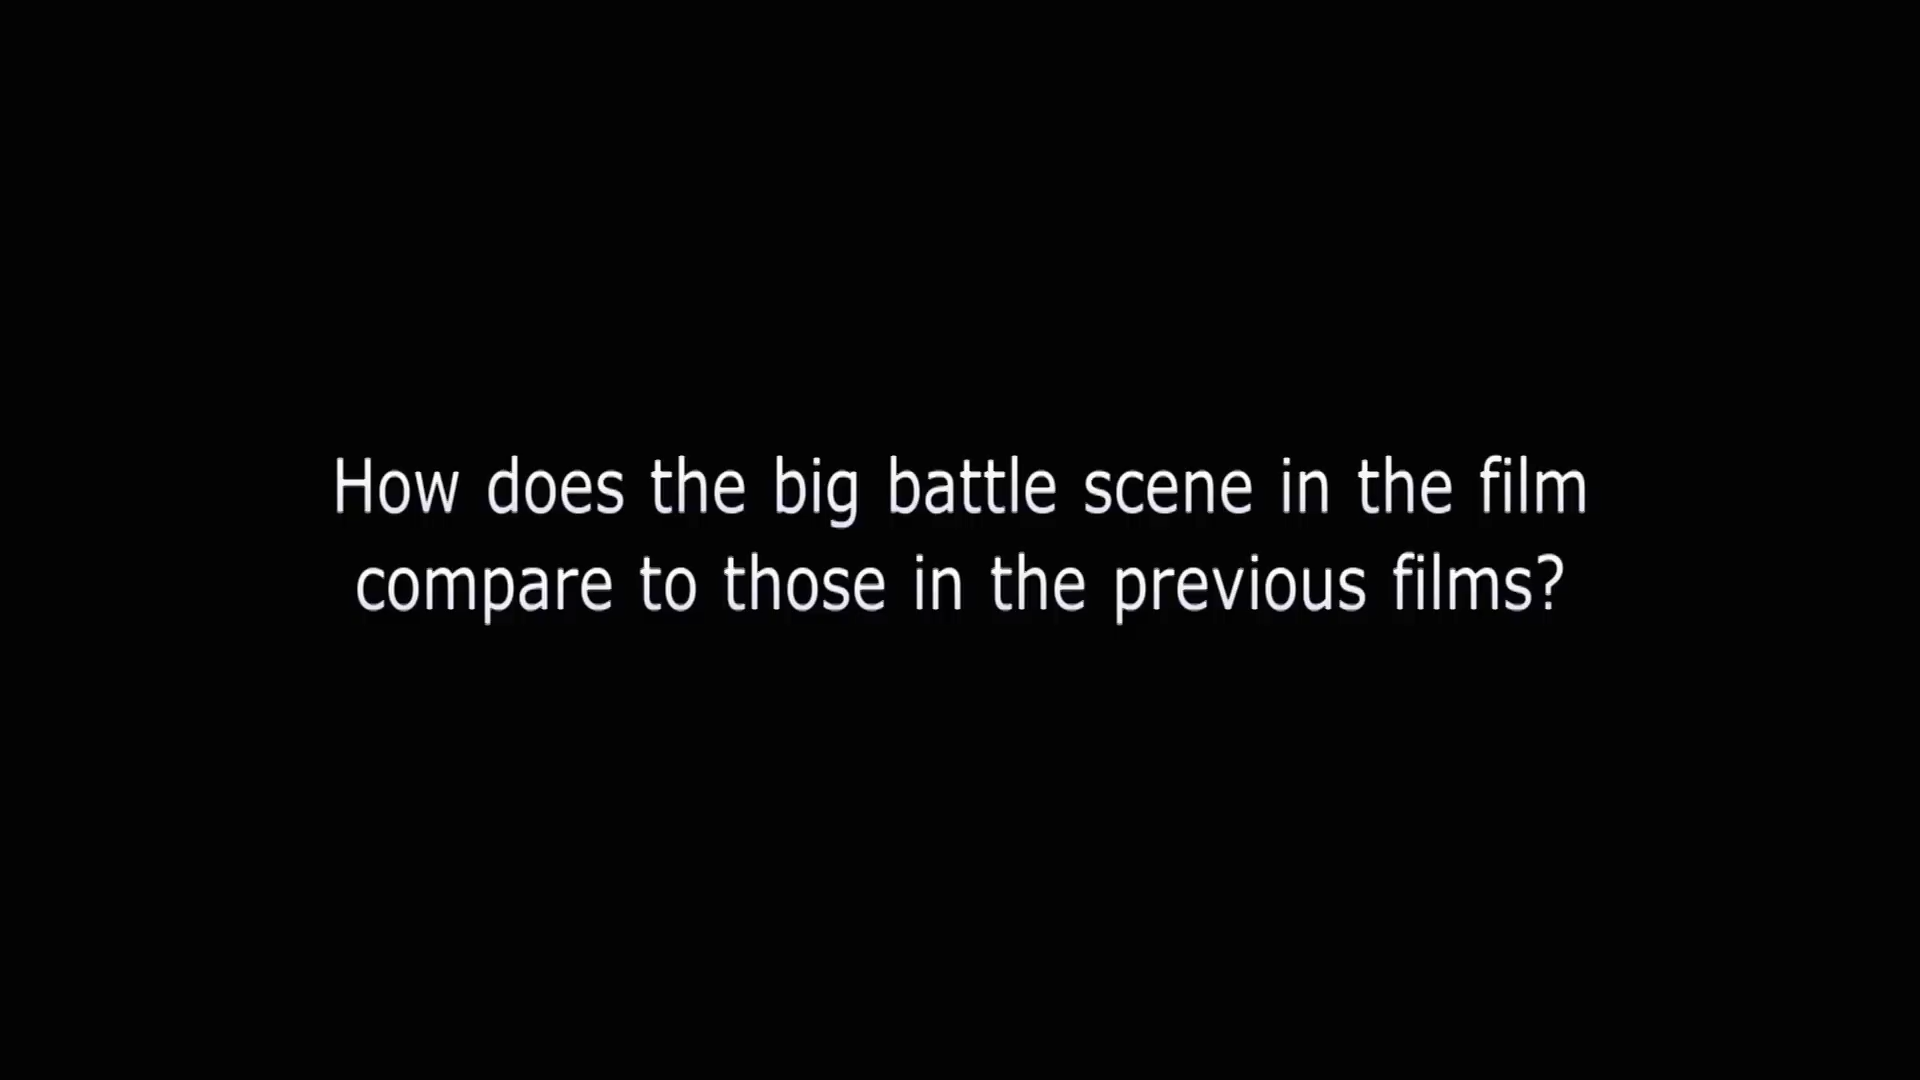 How does the big battle scene in the film
compare to those in the previous films?